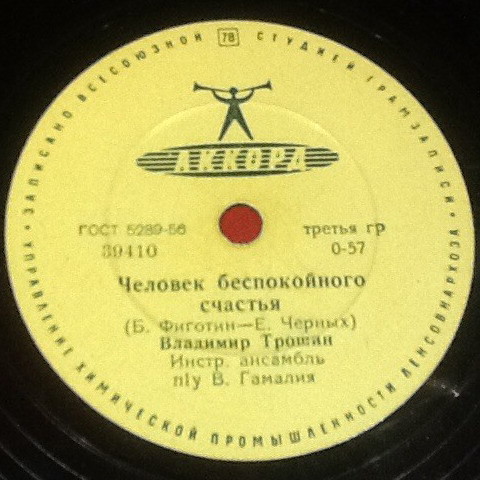 ЗАПИСАНО ВСЕСОЮЗНОЙ 78 СТУДИЕЙ ГРАМЗАПИСИ
АККОРД
ГОСТ 5289-56
третья гр
39410
0-57
Человек беспокойного
счастья
(Б. Фиготин—Е. Черных)
Владимир Трошин
Инстр. ансамбль
п/у В. Гамалия
УПРАВЛЕНИЕ ХИМИЧЕСКОЙ ПРОМЫШЛЕННОСТИ ЛЕНСОВНАРХОЗА